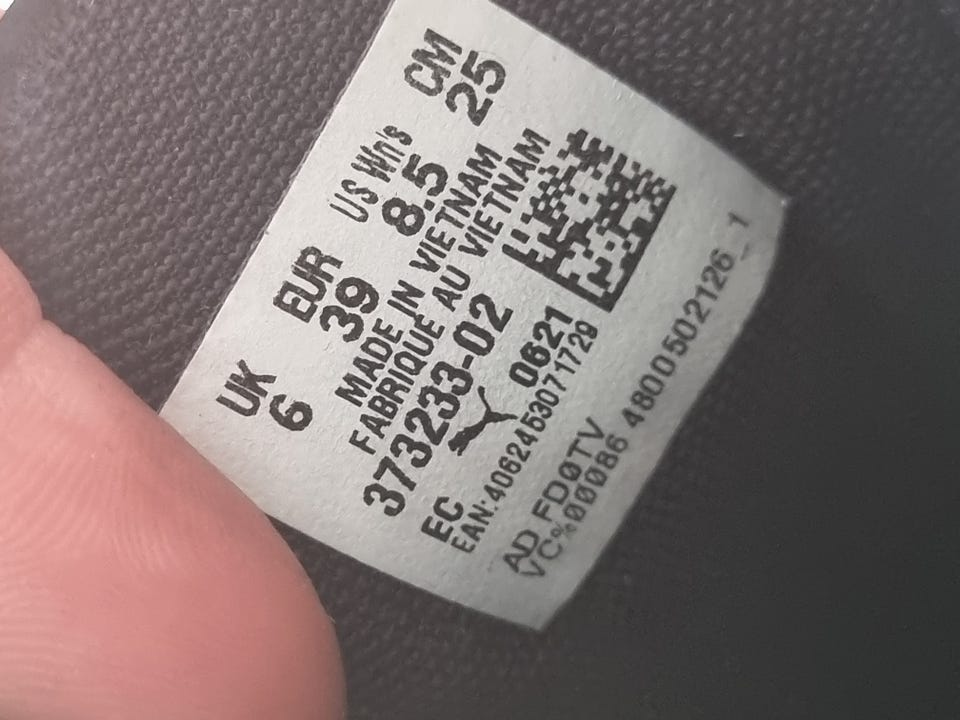 UK EUR US Wn's CM
6 39 8.5 25
MADE IN VIETNAM
FABRIQUE AU VIETNAM
373233-02
EC 0621
EAN:4062453071729
AD FD0TV
VC%00086 4800502126_1